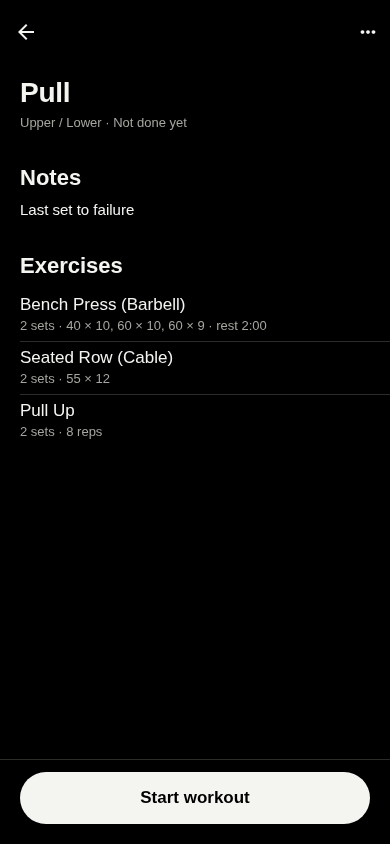 Pull
Upper / Lower · Not done yet
Notes
Last set to failure
Exercises
Bench Press (Barbell)
2 sets · 40 × 10, 60 × 10, 60 × 9 · rest 2:00
Seated Row (Cable)
2 sets · 55 × 12
Pull Up
2 sets · 8 reps
Start workout